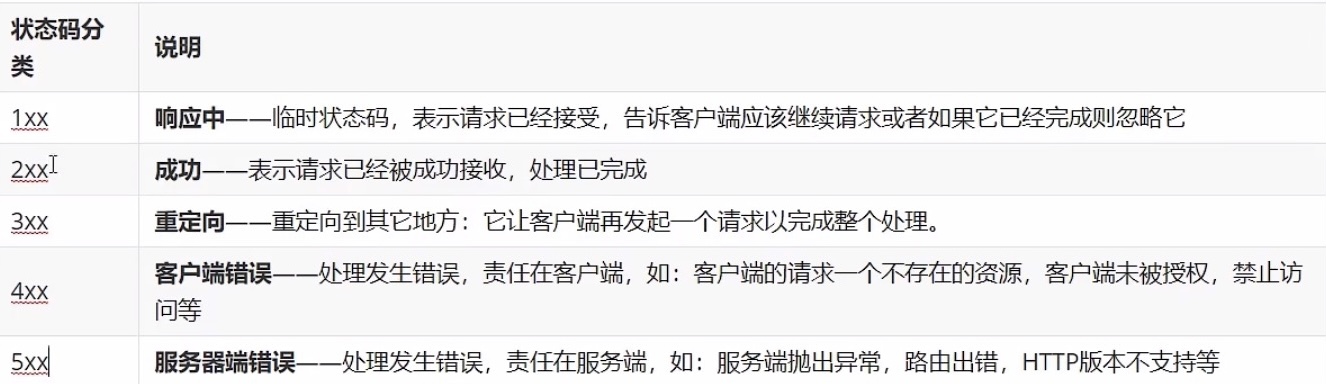 状态码分
类
说明
1xx
响应中——临时状态码，表示请求已经接受，告诉客户端应该继续请求或者如果它已经完成则忽略它
2xx
成功——表示请求已经被成功接收，处理已完成
3xx
重定向——重定向到其它地方：它让客户端再发起一个请求以完成整个处理。
4xx
客户端错误——处理发生错误，责任在客户端，如：客户端的请求一个不存在的资源，客户端未被授权，禁止访
问等
5xx
服务器端错误——处理发生错误，责任在服务端，如：服务端抛出异常，路由出错，HTTP版本不支持等